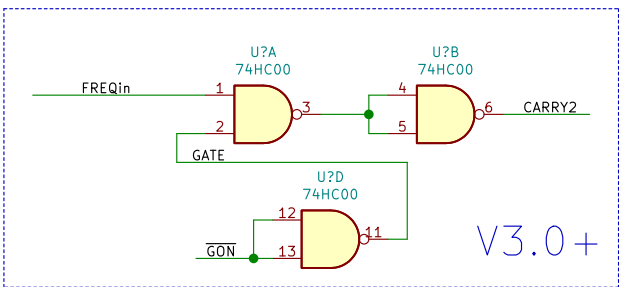 U?A
74HC00
U?B
74HC00
FREQin
1
2
3
4
5
6
CARRY2
GATE
U?D
74HC00
12
13
11
GON
V3.0+